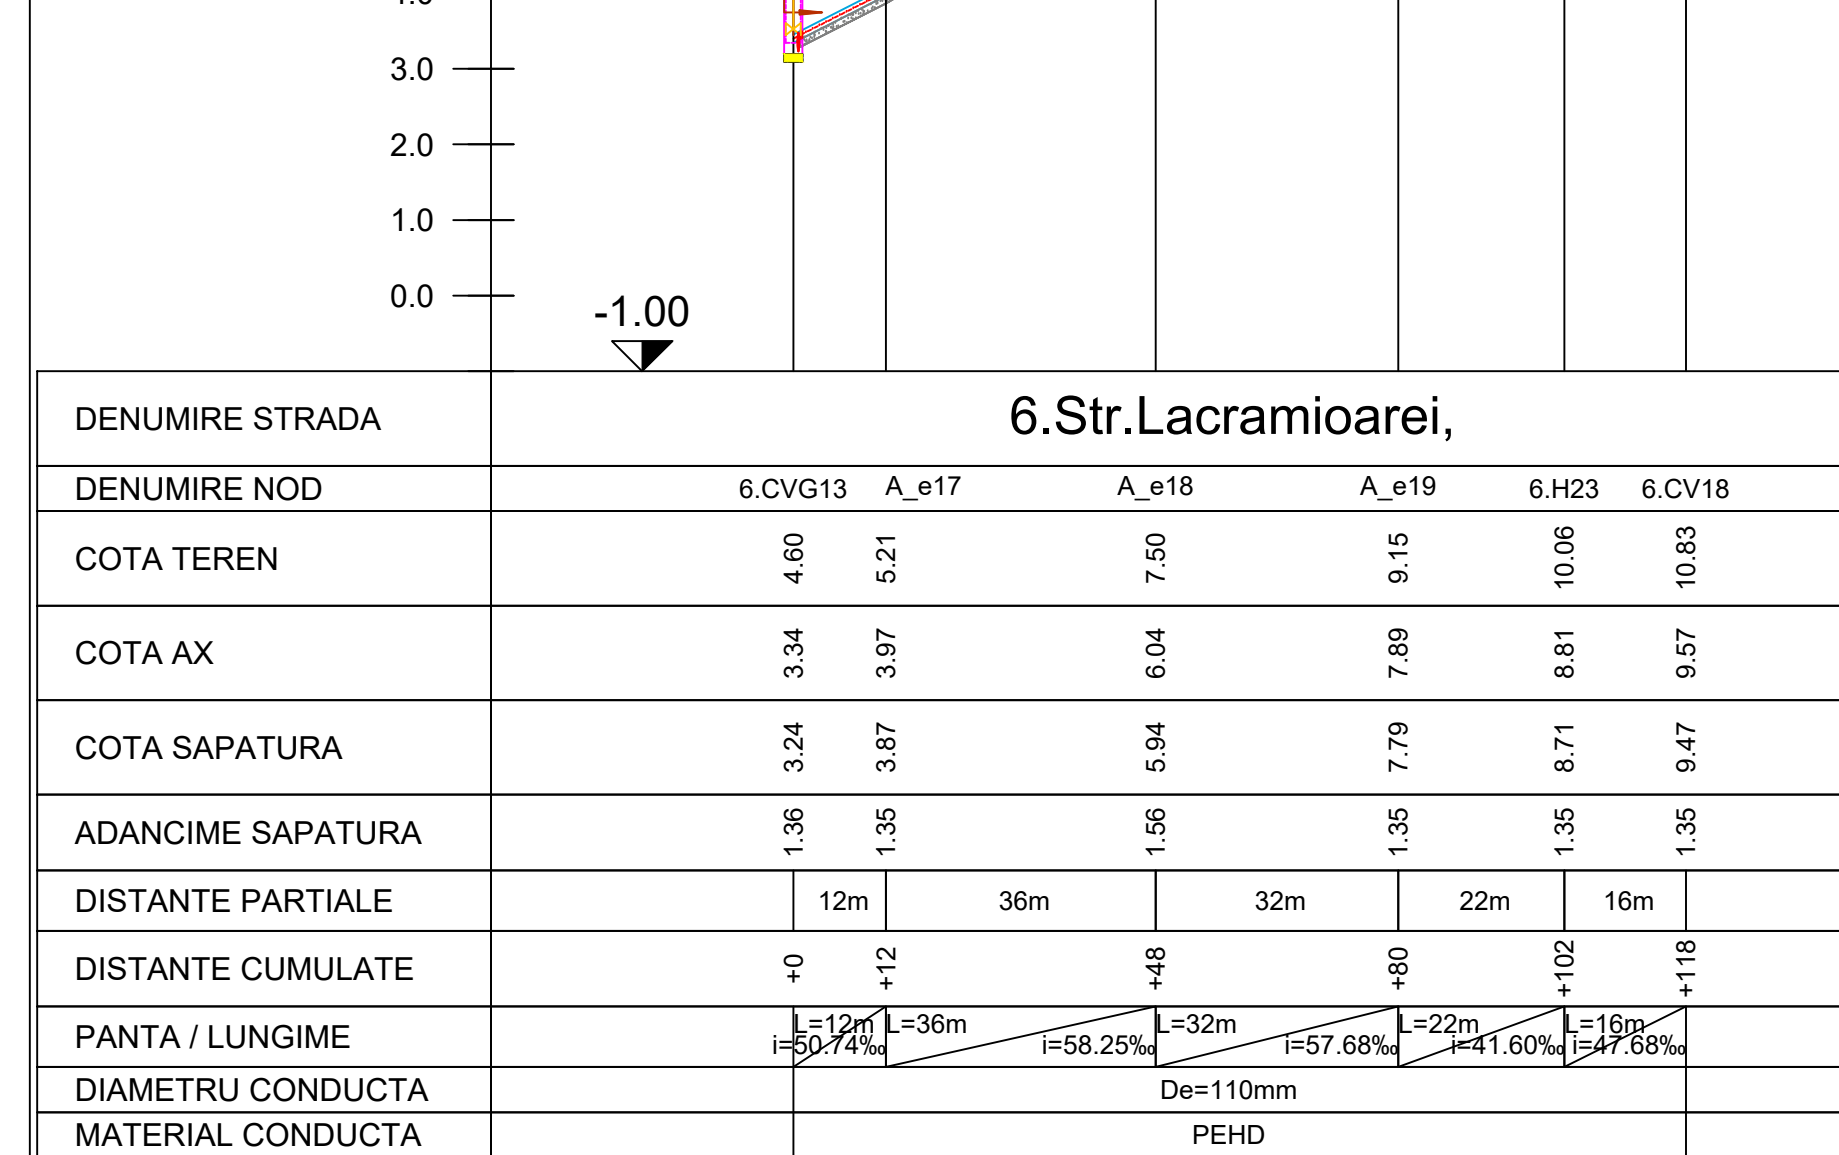 3.0
2.0
1.0
0.0
-1.00
DENUMIRE STRADA 6.Str.Lacramioarei,
DENUMIRE NOD 6.CVG13 A_e17 A_e18 A_e19 6.H23 6.CV18
COTA TEREN 4.60 5.21 7.50 9.15 10.06 10.83
COTA AX 3.34 3.97 6.04 7.89 8.81 9.57
COTA SAPATURA 3.24 3.87 5.94 7.79 8.71 9.47
ADANCIME SAPATURA 1.36 1.35 1.56 1.35 1.35 1.35
DISTANTE PARTIALE 12m 36m 32m 22m 16m
DISTANTE CUMULATE +0 +12 +48 +80 +102 +118
PANTA / LUNGIME L=12m L=36m L=32m L=22m L=16m
i=50.74‰ i=58.25‰ i=57.68‰ i=41.60‰ i=47.68‰
DIAMETRU CONDUCTA De=110mm
MATERIAL CONDUCTA PEHD